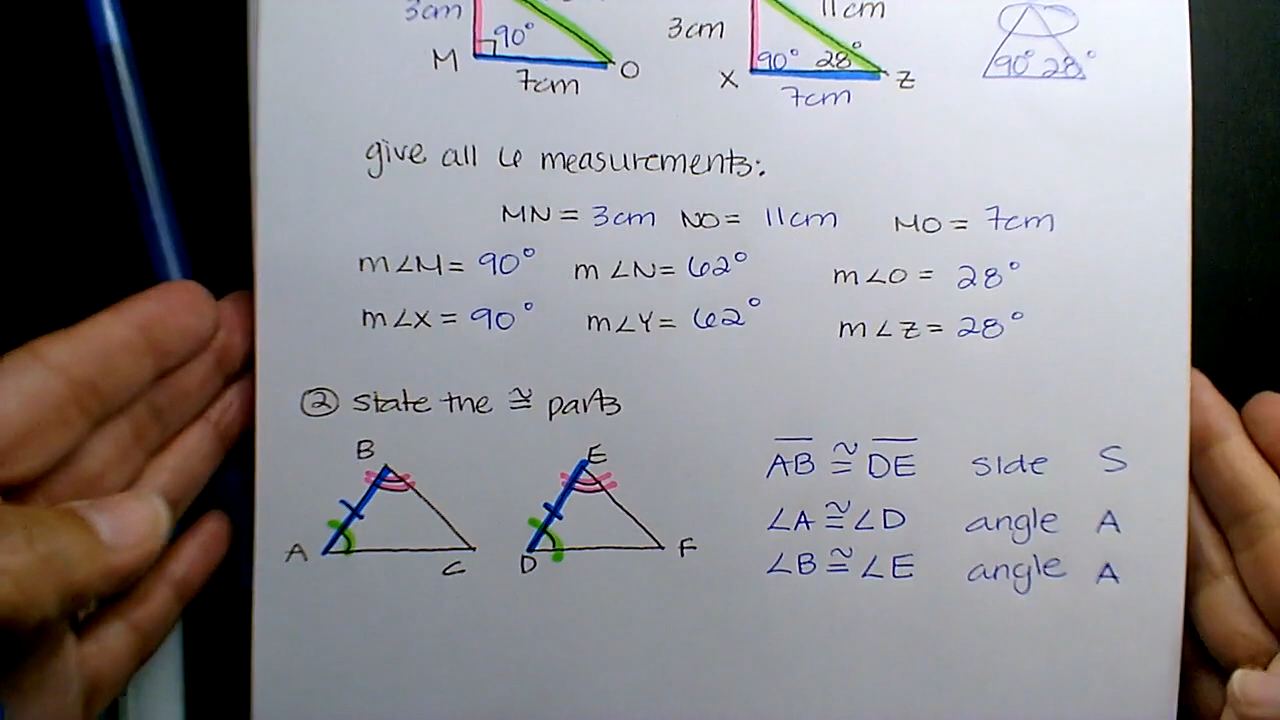 3cm 90° M 7cm O
3cm 11cm 90° 28° X 7cm Z
90° 28°
give all 6 measurements:
MN = 3cm NO = 11cm MO = 7cm
m∠M = 90° m∠N = 62° m∠O = 28°
m∠X = 90° m∠Y = 62° m∠Z = 28°
② state the ≅ parts
B A C
E D F
AB ≅ DE side S
∠A ≅ ∠D angle A
∠B ≅ ∠E angle A